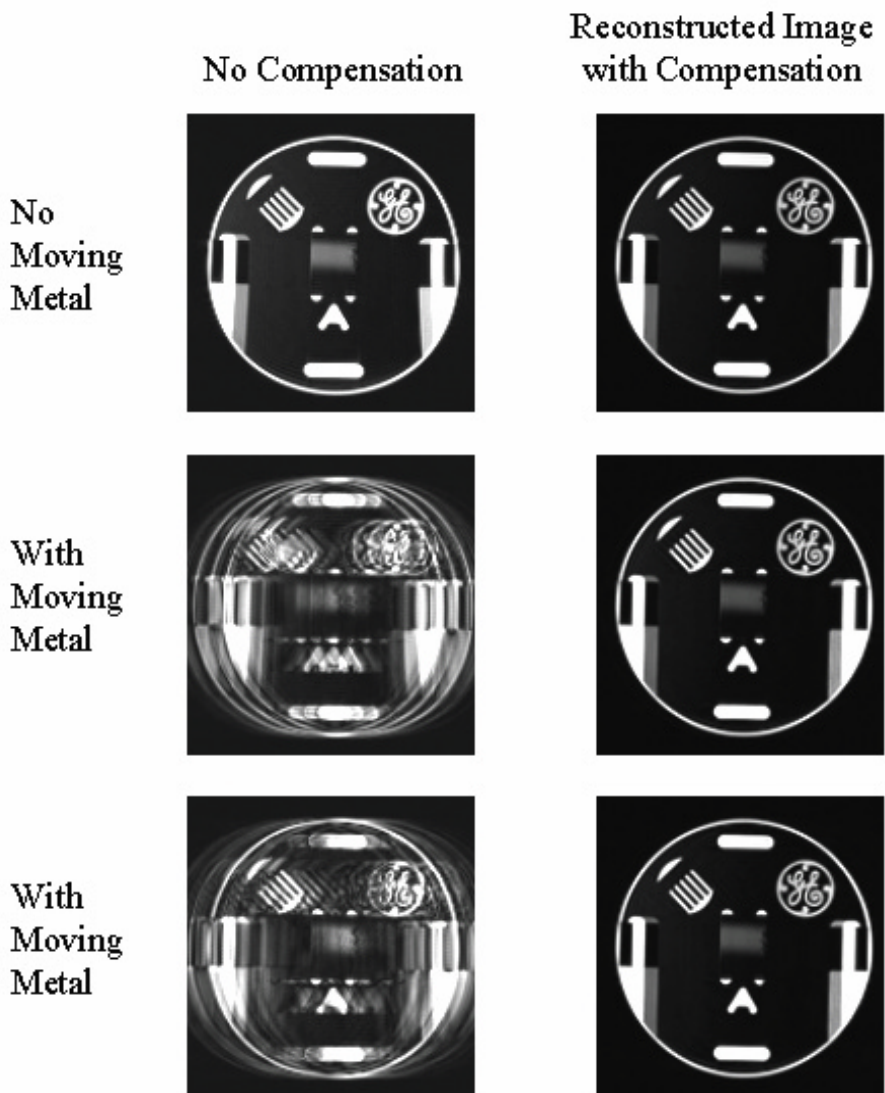 No Compensation
Reconstructed Image
with Compensation
No
Moving
Metal
With
Moving
Metal
With
Moving
Metal